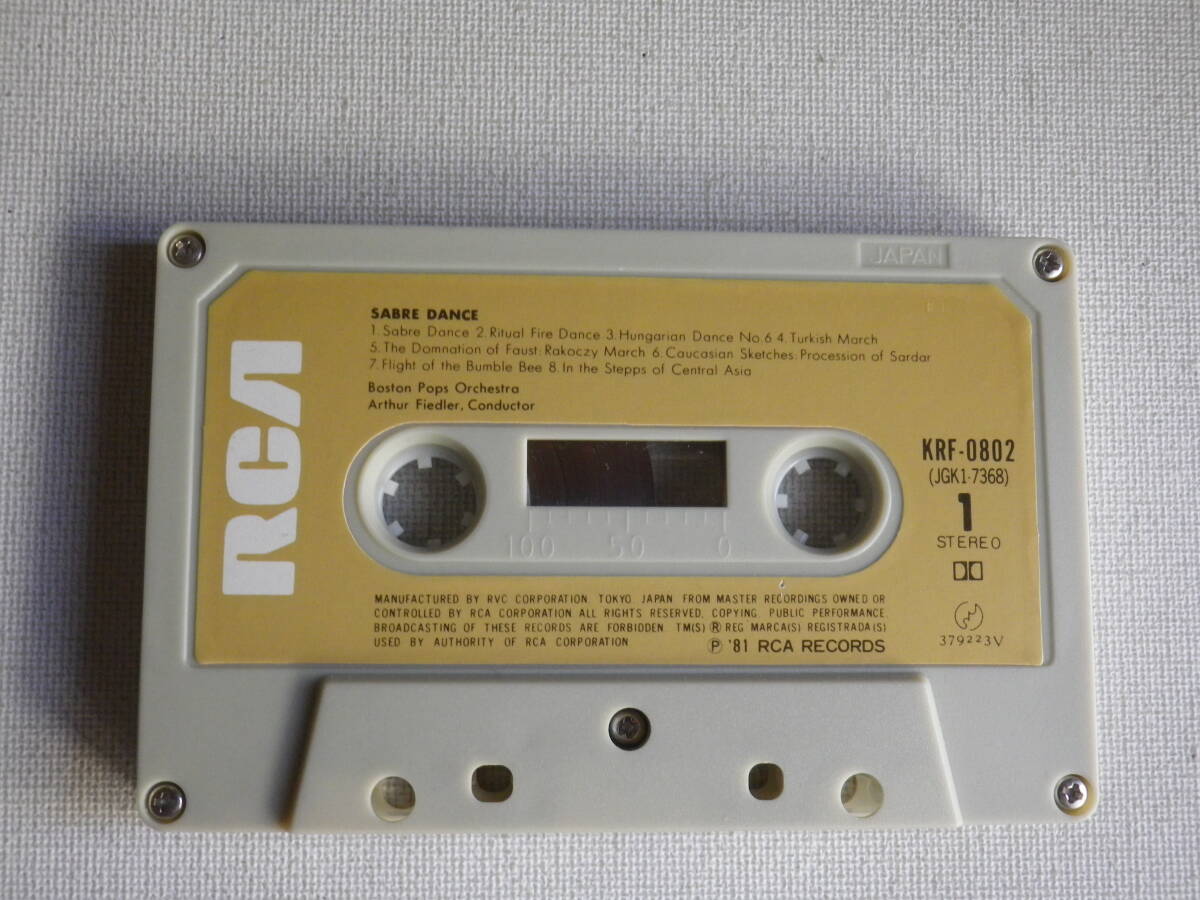 JAPAN
RCA
SABRE DANCE
1. Sabre Dance 2. Ritual Fire Dance 3. Hungarian Dance No. 6 4. Turkish March
5. The Domnation of Faust: Rakoczy March 6. Caucasian Sketches: Procession of Sardar
7. Flight of the Bumble Bee 8. In the Stepps of Central Asia
Boston Pops Orchestra
Arthur Fiedler, Conductor
KRF-0802
(JGK1-7368)
1
STEREO
100 50 0
MANUFACTURED BY RVC CORPORATION. TOKYO JAPAN FROM MASTER RECORDINGS OWNED OR
CONTROLLED BY RCA CORPORATION ALL RIGHTS RESERVED, COPYING. PUBLIC PERFORMANCE.
BROADCASTING OF THESE RECORDS ARE FORBIDDEN. TM(S) ® REG MARCA(S) REGISTRADA(S)
USED BY AUTHORITY OF RCA CORPORATION
℗ '81 RCA RECORDS
379223V